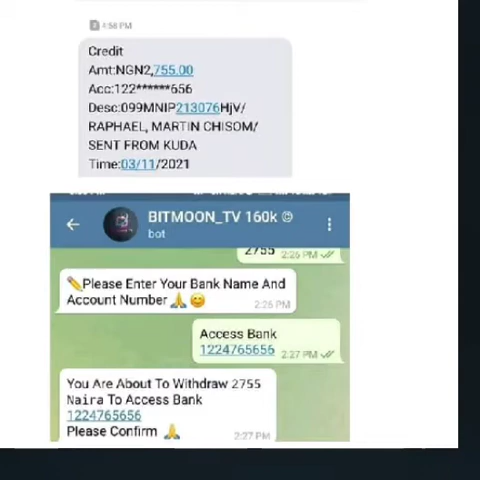 4:56 PM
Credit
Amt:NGN2,755.00
Acc:122******656
Desc:099MNIP213076HjV/
RAPHAEL, MARTIN CHISOM/
SENT FROM KUDA
Time:03/11/2021
BITMOON_TV 160k
bot
2755 2:26 PM
✏️Please Enter Your Bank Name And
Account Number 🙏 😊
2:26 PM
Access Bank
1224765656 2:27 PM
You Are About To Withdraw 2755
Naira To Access Bank
1224765656
Please Confirm 🙏
2:27 PM